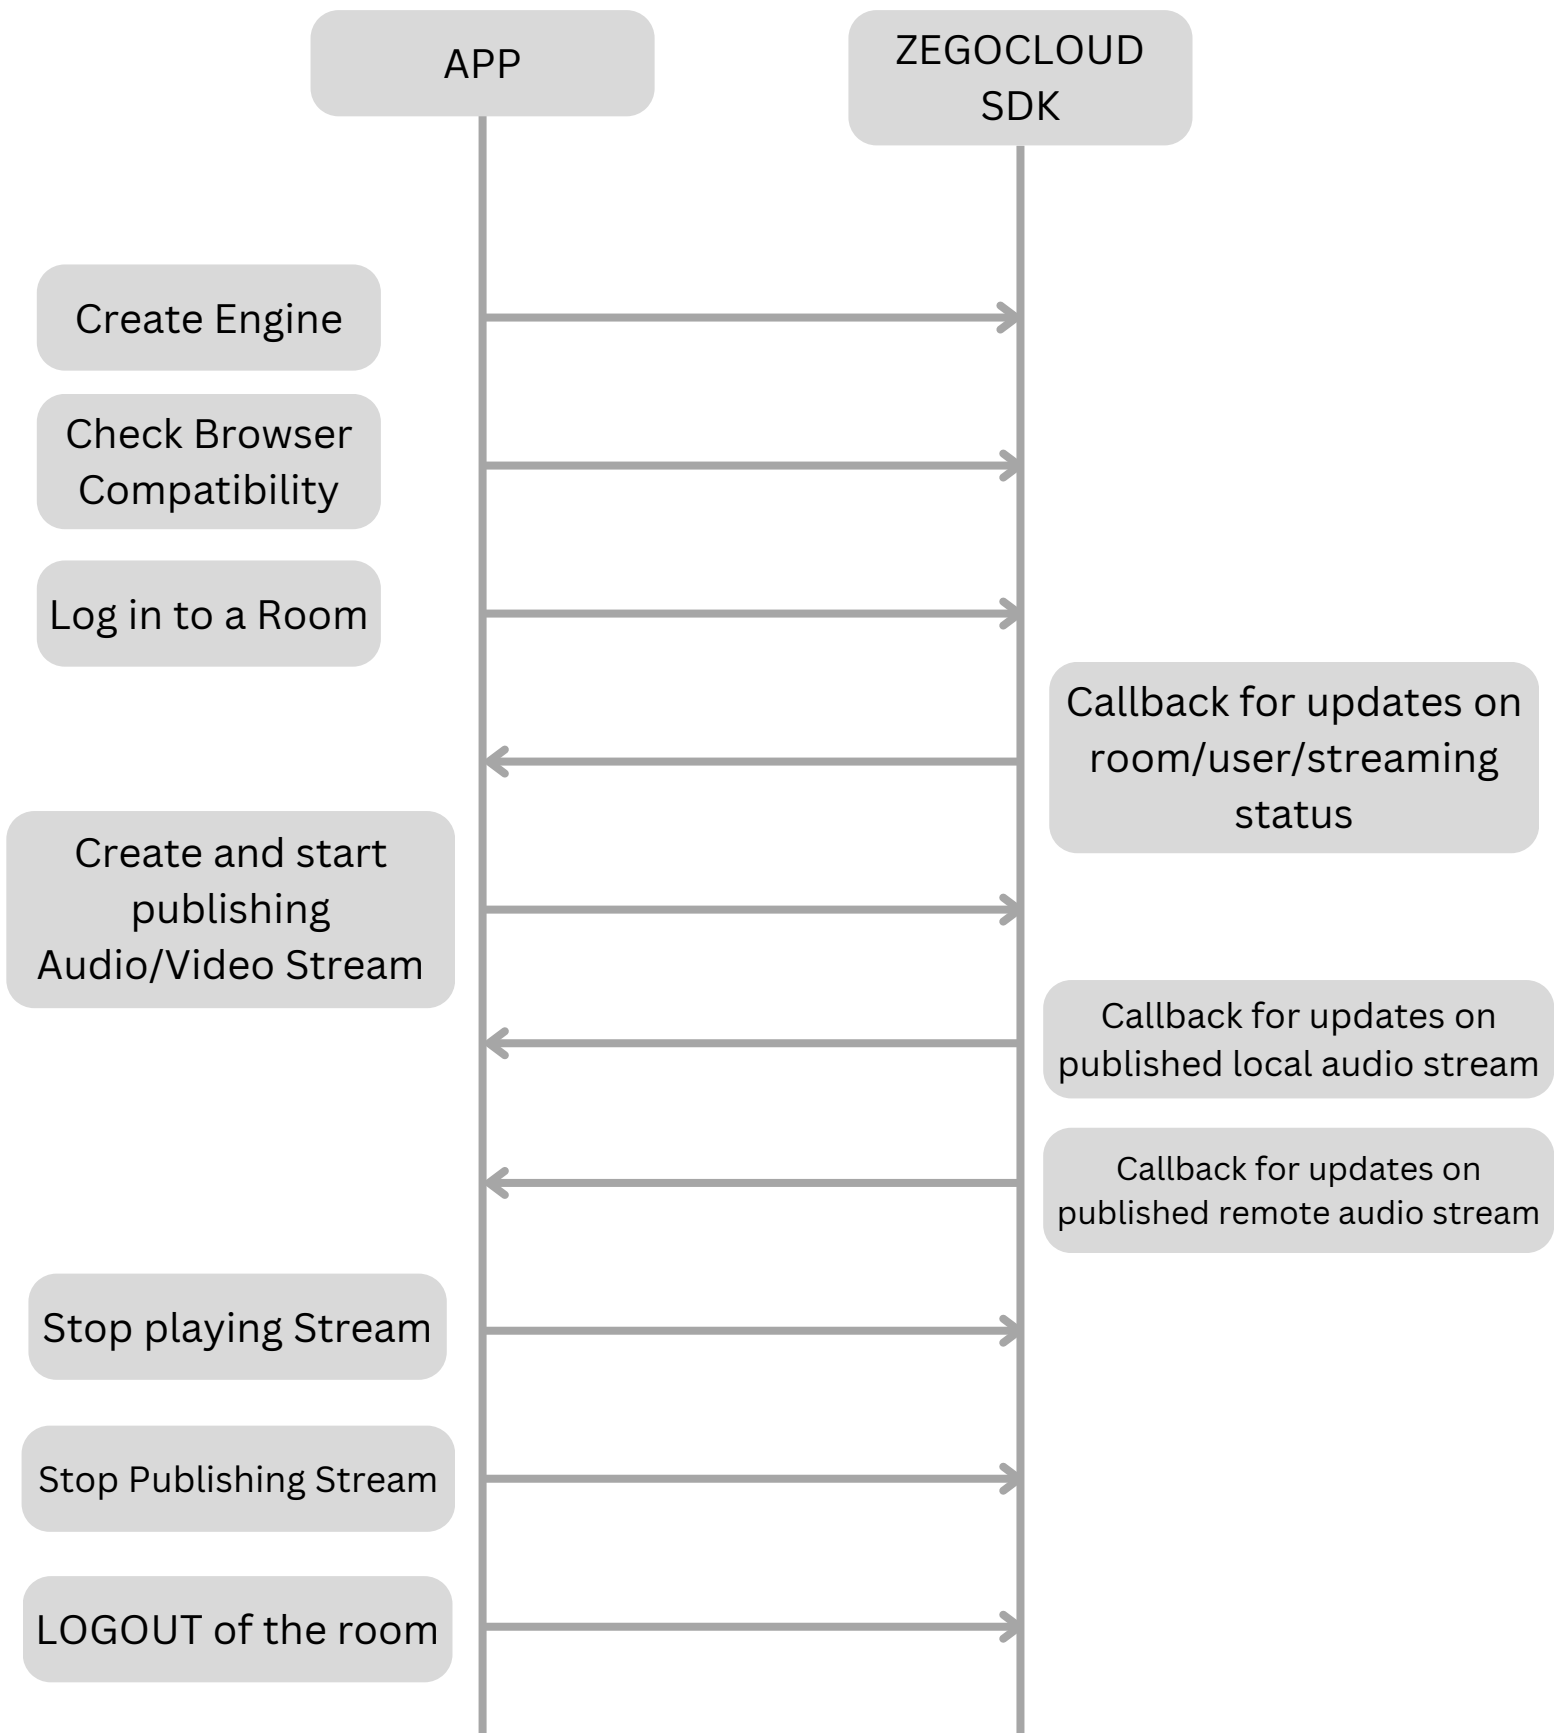 APP
ZEGOCLOUD
SDK
Create Engine
Check Browser
Compatibility
Log in to a Room
Callback for updates on
room/user/streaming
status
Create and start
publishing
Audio/Video Stream
Callback for updates on
published local audio stream
Callback for updates on
published remote audio stream
Stop playing Stream
Stop Publishing Stream
LOGOUT of the room